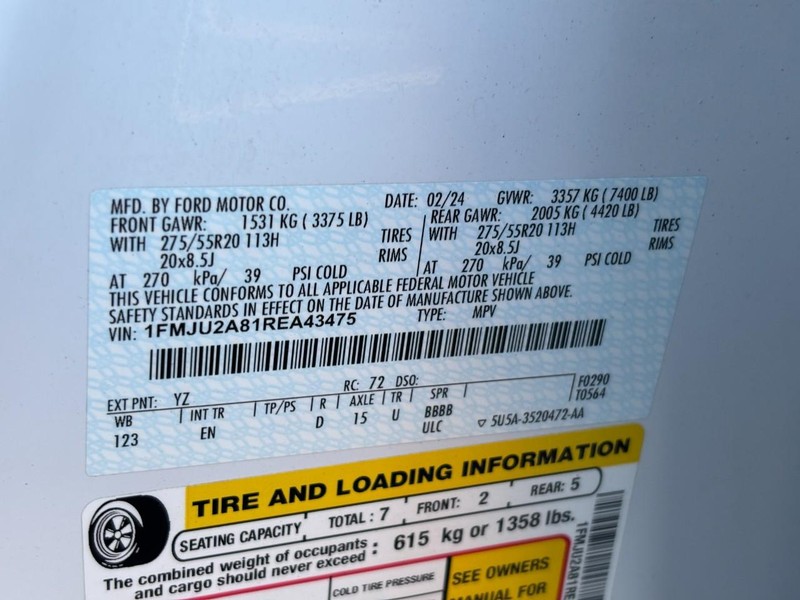 MFD. BY FORD MOTOR CO. DATE: 02/24 GVWR: 3357 KG ( 7400 LB)
FRONT GAWR: 1531 KG ( 3375 LB) REAR GAWR: 2005 KG ( 4420 LB)
WITH 275/55R20 113H TIRES WITH 275/55R20 113H TIRES
20x8.5J RIMS 20x8.5J RIMS
AT 270 kPa/ 39 PSI COLD AT 270 kPa/ 39 PSI COLD
THIS VEHICLE CONFORMS TO ALL APPLICABLE FEDERAL MOTOR VEHICLE
SAFETY STANDARDS IN EFFECT ON THE DATE OF MANUFACTURE SHOWN ABOVE.
VIN: 1FMJU2A81REA43475 TYPE: MPV
EXT PNT: YZ RC: 72 DSO: F0290
WB INT TR TP/PS R AXLE TR SPR T0564
123 EN D 15 U BBBB
ULC 5U5A-3520472-AA
TIRE AND LOADING INFORMATION
SEATING CAPACITY TOTAL : 7 FRONT: 2 REAR: 5
The combined weight of occupants
and cargo should never exceed : 615 kg or 1358 lbs.
COLD TIRE PRESSURE SEE OWNERS
MANUAL FOR
1FMJU2A81RE